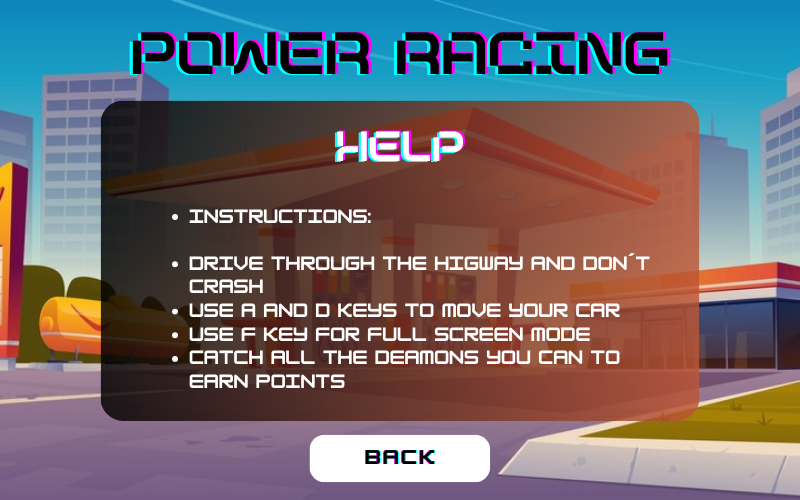 POWER RACING
HELP
• INSTRUCTIONS:
• DRIVE THROUGH THE HIGWAY AND DON´T
CRASH
• USE A AND D KEYS TO MOVE YOUR CAR
• USE F KEY FOR FULL SCREEN MODE
• CATCH ALL THE DEAMONS YOU CAN TO
EARN POINTS
BACK